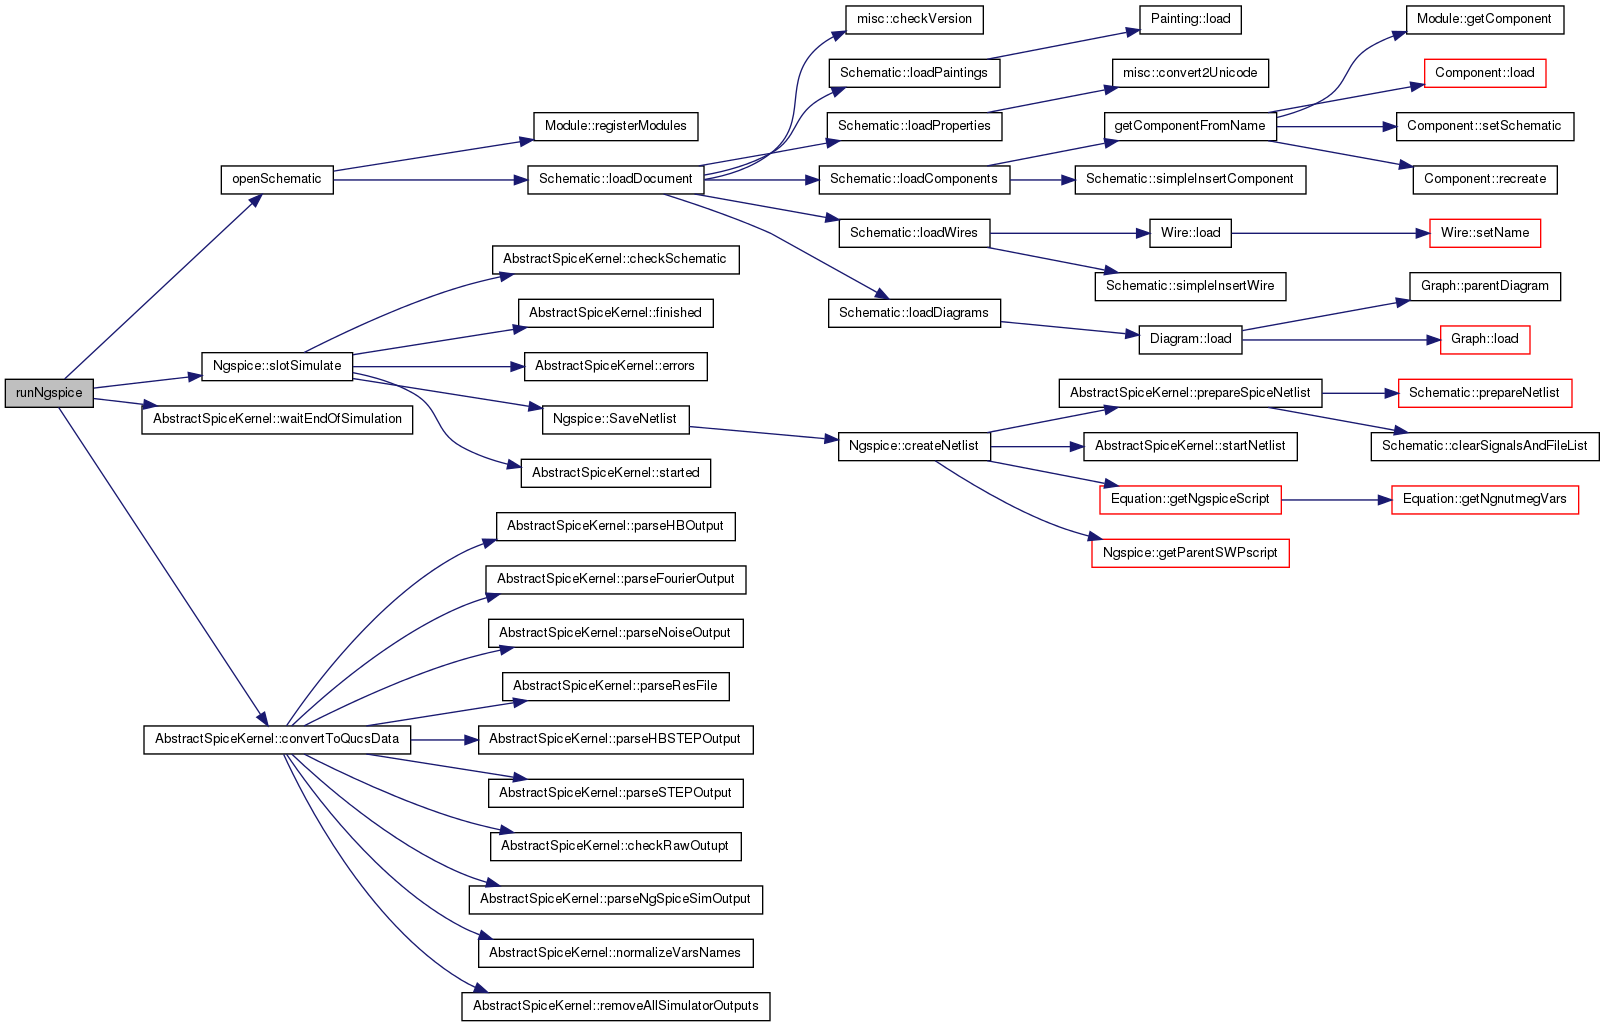 misc::checkVersion
Painting::load
Module::getComponent
Schematic::loadPaintings
misc::convert2Unicode
Component::load
Module::registerModules
Schematic::loadProperties
getComponentFromName
Component::setSchematic
openSchematic
Schematic::loadDocument
Schematic::loadComponents
Schematic::simpleInsertComponent
Component::recreate
Schematic::loadWires
Wire::load
Wire::setName
AbstractSpiceKernel::checkSchematic
Schematic::simpleInsertWire
Graph::parentDiagram
AbstractSpiceKernel::finished
Schematic::loadDiagrams
Diagram::load
Graph::load
Ngspice::slotSimulate
AbstractSpiceKernel::errors
runNgspice
AbstractSpiceKernel::prepareSpiceNetlist
Schematic::prepareNetlist
AbstractSpiceKernel::waitEndOfSimulation
Ngspice::SaveNetlist
Ngspice::createNetlist
AbstractSpiceKernel::startNetlist
Schematic::clearSignalsAndFileList
AbstractSpiceKernel::started
Equation::getNgspiceScript
Equation::getNgnutmegVars
AbstractSpiceKernel::parseHBOutput
Ngspice::getParentSWPscript
AbstractSpiceKernel::parseFourierOutput
AbstractSpiceKernel::parseNoiseOutput
AbstractSpiceKernel::parseResFile
AbstractSpiceKernel::convertToQucsData
AbstractSpiceKernel::parseHBSTEPOutput
AbstractSpiceKernel::parseSTEPOutput
AbstractSpiceKernel::checkRawOutupt
AbstractSpiceKernel::parseNgSpiceSimOutput
AbstractSpiceKernel::normalizeVarsNames
AbstractSpiceKernel::removeAllSimulatorOutputs